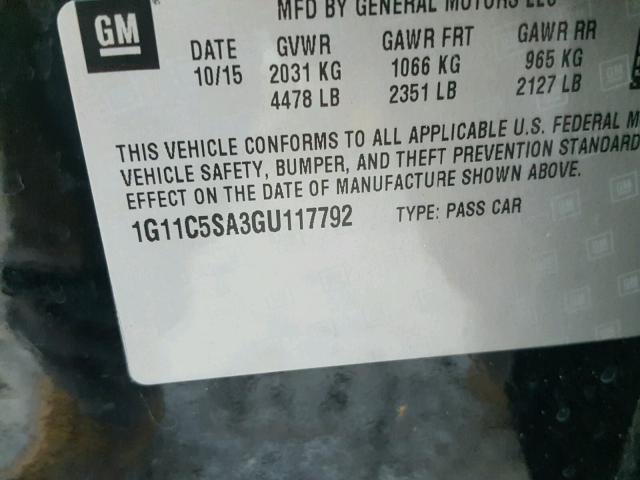 MFD BY GENERAL MOTORS LLC
GM
DATE GVWR GAWR FRT GAWR RR
10/15 2031 KG 1066 KG 965 KG
4478 LB 2351 LB 2127 LB
THIS VEHICLE CONFORMS TO ALL APPLICABLE U.S. FEDERAL M
VEHICLE SAFETY, BUMPER, AND THEFT PREVENTION STANDARD
EFFECT ON THE DATE OF MANUFACTURE SHOWN ABOVE.
1G11C5SA3GU117792 TYPE: PASS CAR